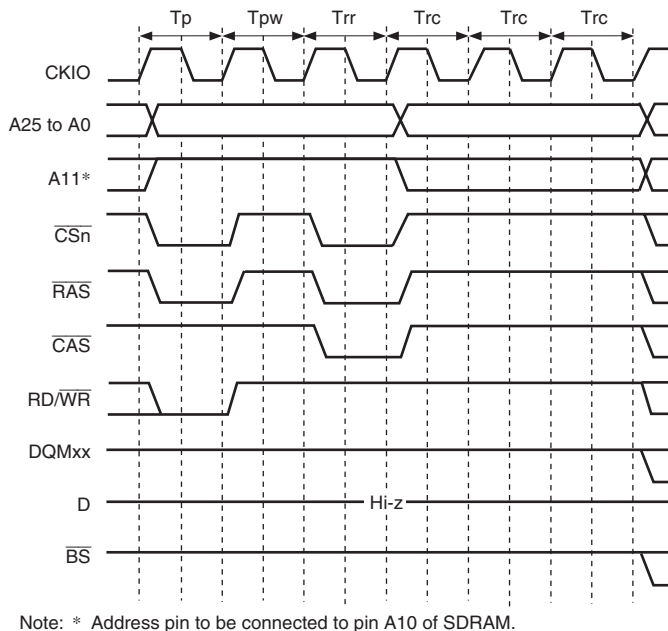 Tp Tpw Trr Trc Trc Trc
CKIO
A25 to A0
A11*
CSn
RAS
CAS
RD/WR
DQMxx
D Hi-z
BS
Note: * Address pin to be connected to pin A10 of SDRAM.